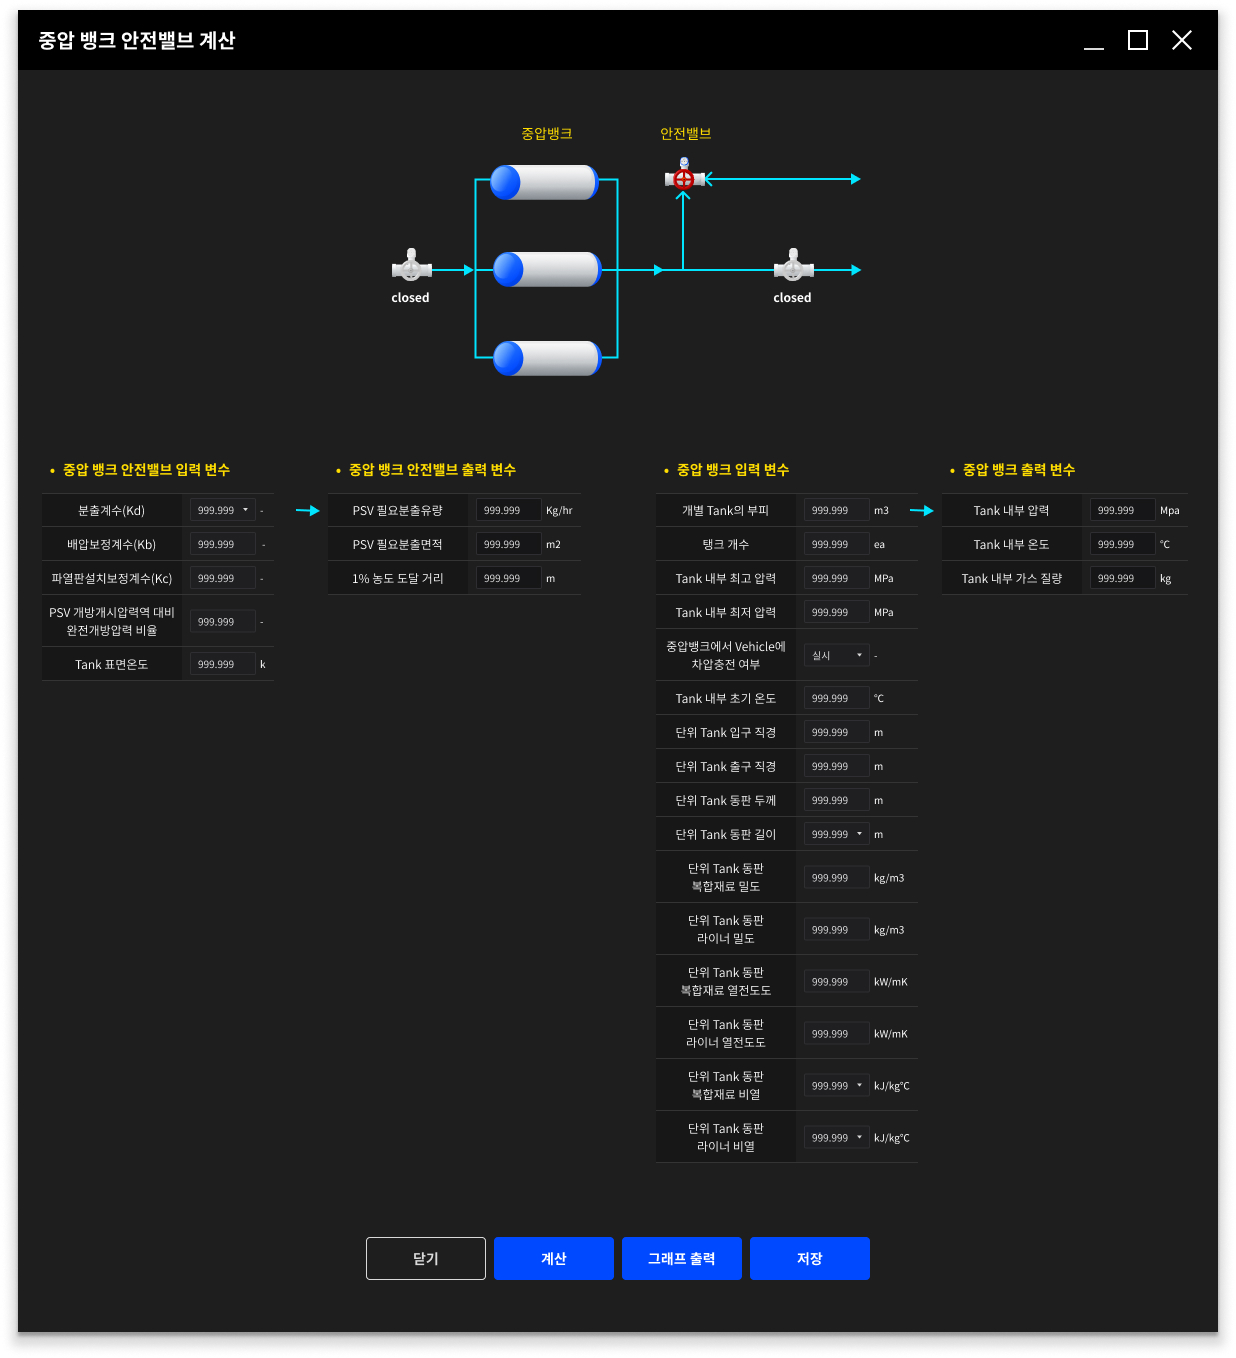 중압 뱅크 안전밸브 계산
중압뱅크
안전밸브
closed
closed
• 중압 뱅크 안전밸브 입력 변수
분출계수(Kd) 999.999 -
배압보정계수(Kb) 999.999 -
파열판설치보정계수(Kc) 999.999 -
PSV 개방개시압력역 대비
완전개방압력 비율 999.999 -
Tank 표면온도 999.999 k
• 중압 뱅크 안전밸브 출력 변수
PSV 필요분출유량 999.999 Kg/hr
PSV 필요분출면적 999.999 m2
1% 농도 도달 거리 999.999 m
• 중압 뱅크 입력 변수
개별 Tank의 부피 999.999 m3
탱크 개수 999.999 ea
Tank 내부 최고 압력 999.999 MPa
Tank 내부 최저 압력 999.999 MPa
중압뱅크에서 Vehicle에
차압충전 여부 실시 -
Tank 내부 초기 온도 999.999 °C
단위 Tank 입구 직경 999.999 m
단위 Tank 출구 직경 999.999 m
단위 Tank 동판 두께 999.999 m
단위 Tank 동판 길이 999.999 m
단위 Tank 동판
복합재료 밀도 999.999 kg/m3
단위 Tank 동판
라이너 밀도 999.999 kg/m3
단위 Tank 동판
복합재료 열전도도 999.999 kW/mK
단위 Tank 동판
라이너 열전도도 999.999 kW/mK
단위 Tank 동판
복합재료 비열 999.999 kJ/kg°C
단위 Tank 동판
라이너 비열 999.999 kJ/kg°C
• 중압 뱅크 출력 변수
Tank 내부 압력 999.999 Mpa
Tank 내부 온도 999.999 °C
Tank 내부 가스 질량 999.999 kg
닫기
계산
그래프 출력
저장